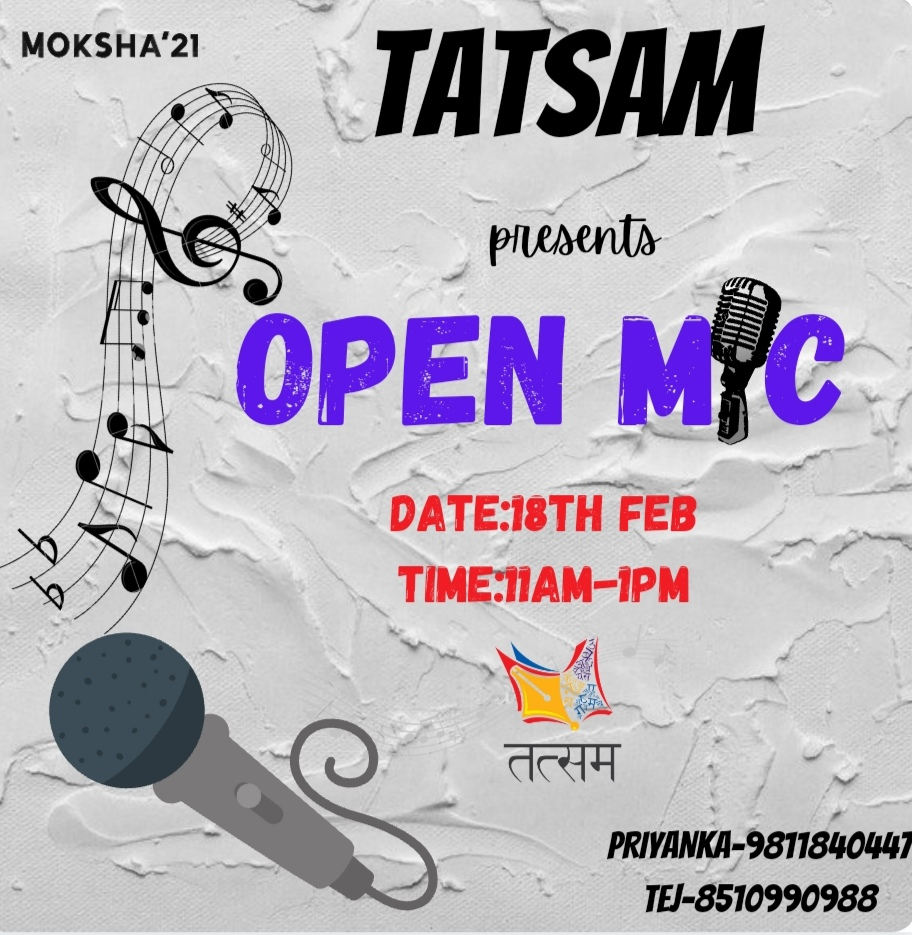 MOKSHA'21
TATSAM
presents
OPEN MIC
DATE:18TH FEB
TIME:11AM-1PM
तत्सम
PRIYANKA-9811840447
TEJ-8510990988